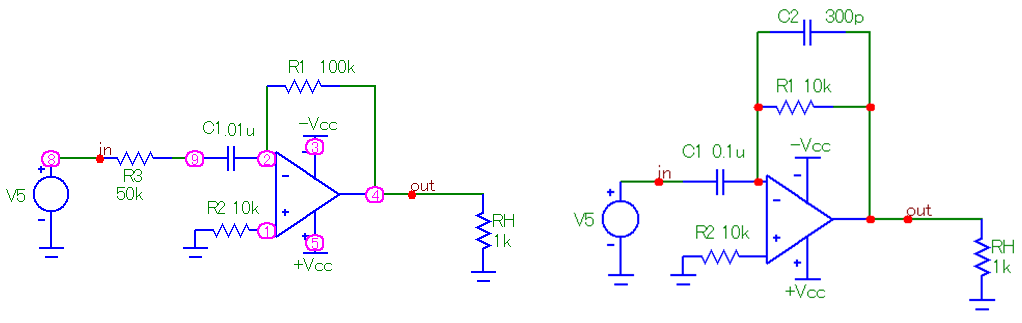 R1 100k
C1 .01u
-Vcc
3
in
8
9
2
R3
50k
V5
4
out
R2 10k
1
5
+Vcc
RH
1k
C2 300p
R1 10k
-Vcc
C1 0.1u
in
V5
out
R2 10k
+Vcc
RH
1k